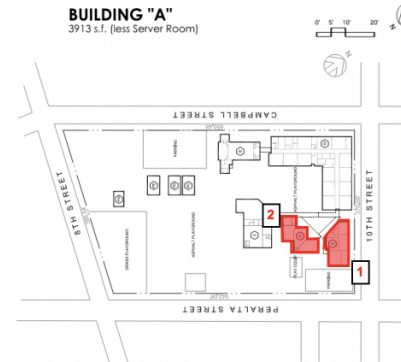 BUILDING "A"
3913 s.f. (less Server Room)
0' 5' 10' 20'
N
CAMPBELL STREET
PARKING
8TH STREET
ASPHALT PLAYGROUND
10TH STREET
2
GRASS PLAYGROUND
ASPHALT PLAYGROUND
PLAY COURT
PARKING
1
PERALTA STREET